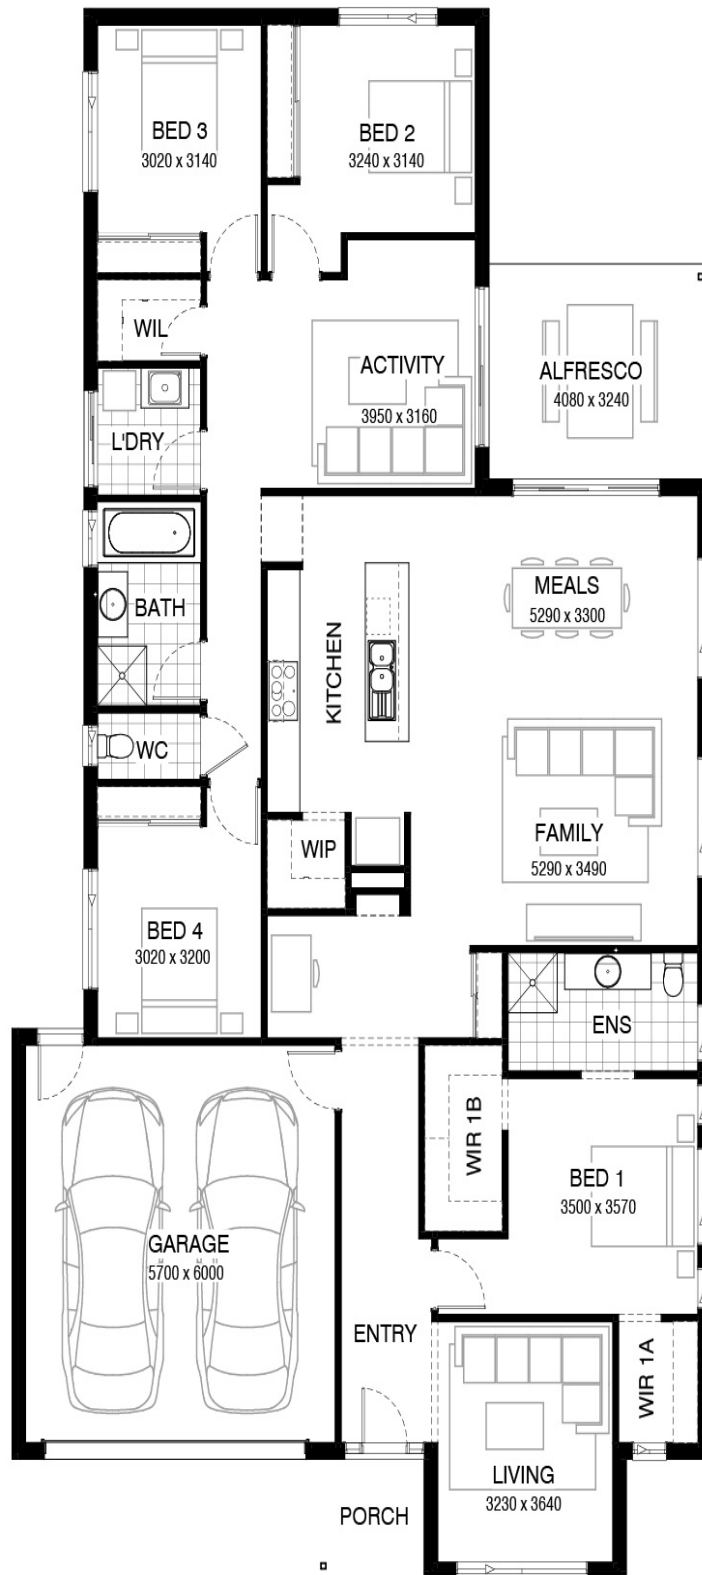 BED 3
3020 x 3140
BED 2
3240 x 3140
WIL
ACTIVITY
3950 x 3160
ALFRESCO
4080 x 3240
L'DRY
BATH
KITCHEN
MEALS
5290 x 3300
WC
WIP
FAMILY
5290 x 3490
BED 4
3020 x 3200
ENS
WIR 1B
BED 1
3500 x 3570
GARAGE
5700 x 6000
ENTRY
WIR 1A
LIVING
3230 x 3640
PORCH